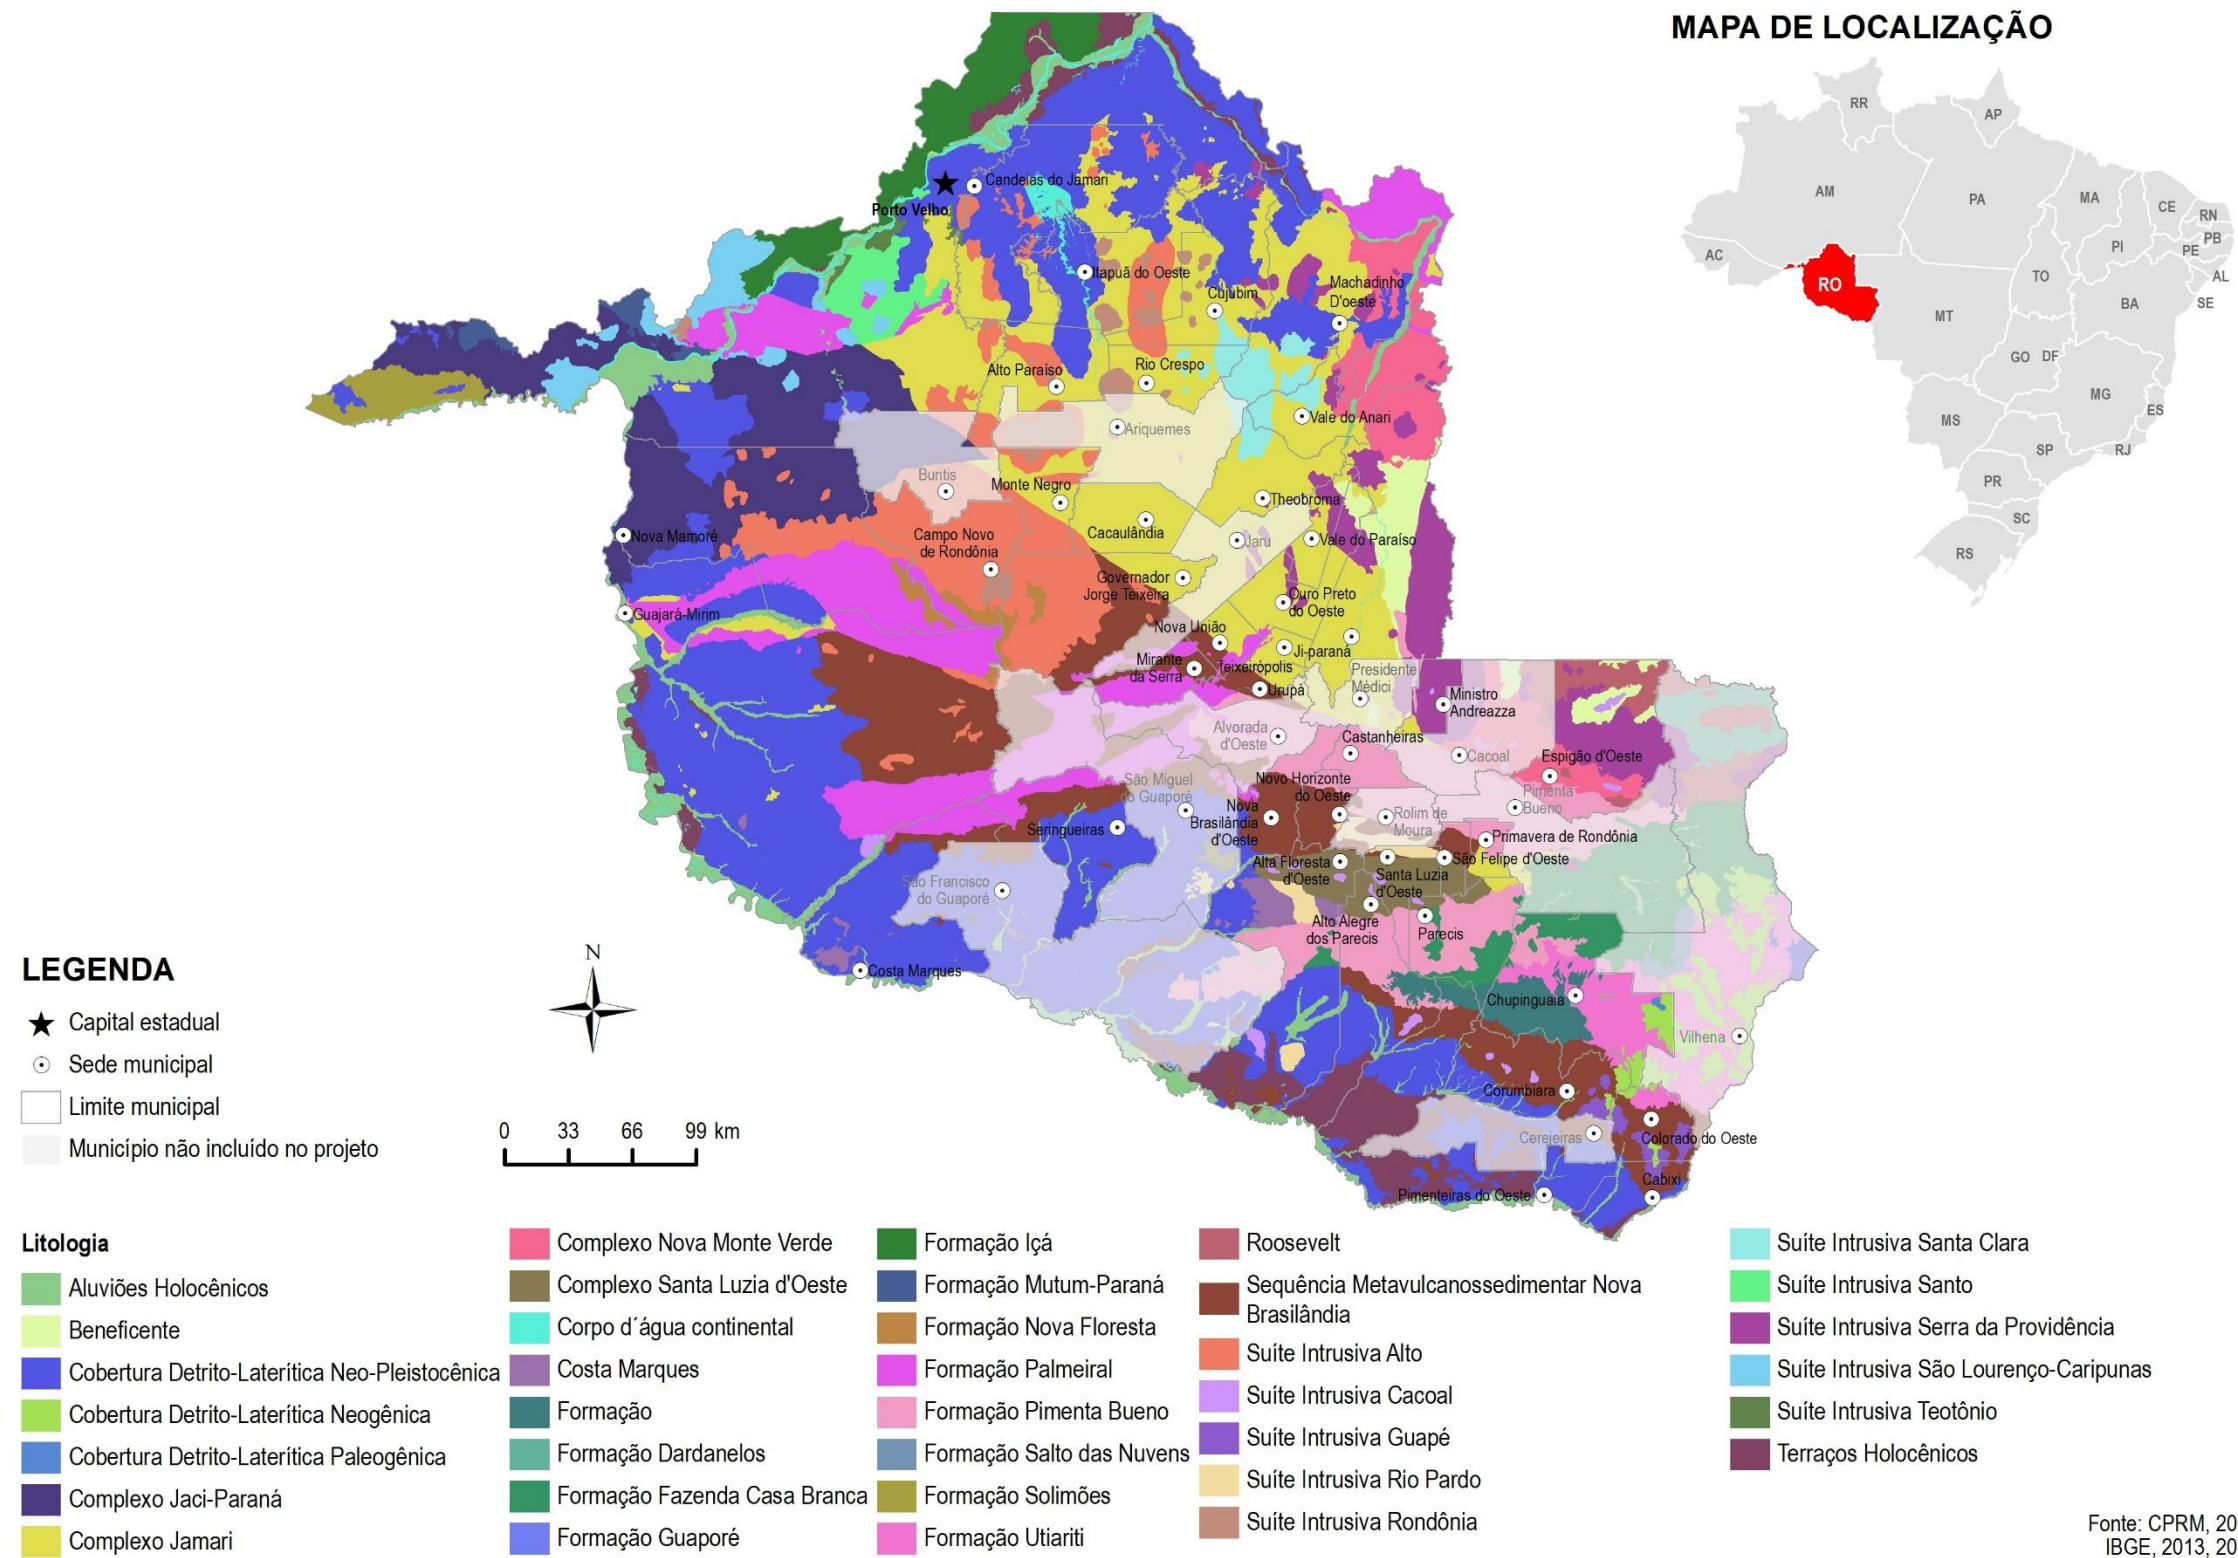 MAPA DE LOCALIZAÇÃO
RR
AP
AM
PA
MA
CE
RN
PB
PE
PI
AL
SE
AC
RO
TO
BA
MT
GO
DF
MG
ES
MS
SP
RJ
PR
SC
RS
Candeias do Jamari
Porto Velho
Itapuã do Oeste
Cujubim
Machadinho
D'oeste
Alto Paraíso
Rio Crespo
Ariquemes
Vale do Anari
Buritis
Monte Negro
Theobroma
Nova Mamoré
Campo Novo
de Rondônia
Cacaulândia
Jaru
Vale do Paraíso
Governador
Jorge Teixeira
Ouro Preto
do Oeste
Guajará-Mirim
Nova União
Mirante
da Serra
Teixeirópolis
Ji-paraná
Urupá
Presidente
Médici
Ministro
Andreazza
Alvorada
d'Oeste
Castanheiras
Cacoal
Espigão d'Oeste
São Miguel
do Guaporé
Novo Horizonte
do Oeste
Pimenta
Bueno
Seringueiras
Nova
Brasilândia
d'Oeste
Rolim de
Moura
Primavera de Rondônia
Alta Floresta
d'Oeste
São Felipe d'Oeste
Santa Luzia
d'Oeste
São Francisco
do Guaporé
Alto Alegre
dos Parecis
Parecis
Costa Marques
Chupinguaia
Vilhena
Corumbiara
Cerejeiras
Colorado do Oeste
Cabixi
Pimenteiras do Oeste
N
0 33 66 99 km
LEGENDA
Capital estadual
Sede municipal
Limite municipal
Município não incluído no projeto
Litologia
Aluviões Holocênicos
Beneficente
Cobertura Detrito-Laterítica Neo-Pleistocênica
Cobertura Detrito-Laterítica Neogênica
Cobertura Detrito-Laterítica Paleogênica
Complexo Jaci-Paraná
Complexo Jamari
Complexo Nova Monte Verde
Complexo Santa Luzia d'Oeste
Corpo d´água continental
Costa Marques
Formação
Formação Dardanelos
Formação Fazenda Casa Branca
Formação Guaporé
Formação Içá
Formação Mutum-Paraná
Formação Nova Floresta
Formação Palmeiral
Formação Pimenta Bueno
Formação Salto das Nuvens
Formação Solimões
Formação Utiariti
Roosevelt
Sequência Metavulcanossedimentar Nova
Brasilândia
Suíte Intrusiva Alto
Suíte Intrusiva Cacoal
Suíte Intrusiva Guapé
Suíte Intrusiva Rio Pardo
Suíte Intrusiva Rondônia
Suíte Intrusiva Santa Clara
Suíte Intrusiva Santo
Suíte Intrusiva Serra da Providência
Suíte Intrusiva São Lourenço-Caripunas
Suíte Intrusiva Teotônio
Terraços Holocênicos
Fonte: CPRM, 20
IBGE, 2013, 20